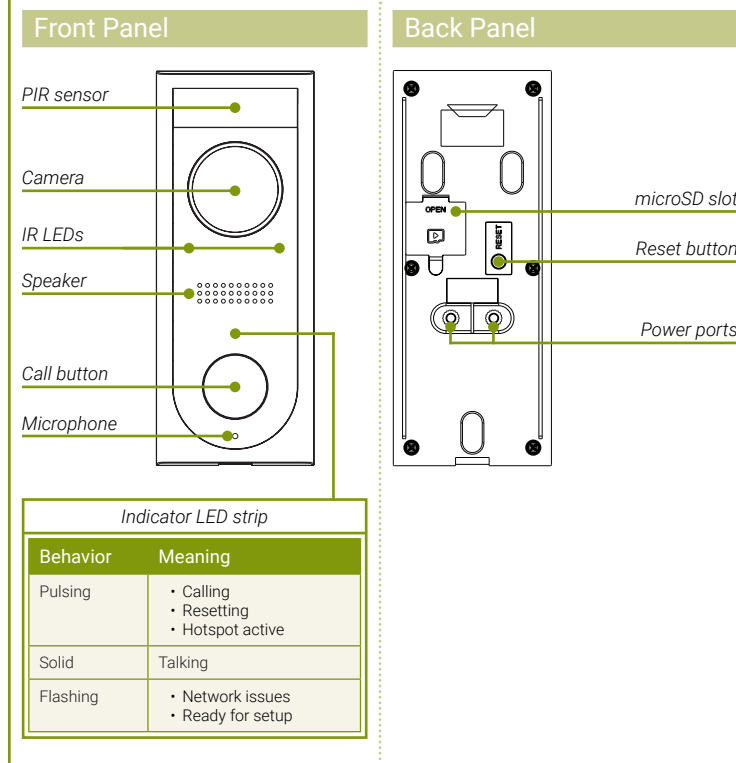 Front Panel
PIR sensor
Camera
IR LEDs
Speaker
Call button
Microphone
Indicator LED strip
Behavior Meaning
Pulsing • Calling
• Resetting
• Hotspot active
Solid Talking
Flashing • Network issues
• Ready for setup
Back Panel
OPEN
RESET
microSD slot
Reset button
Power ports